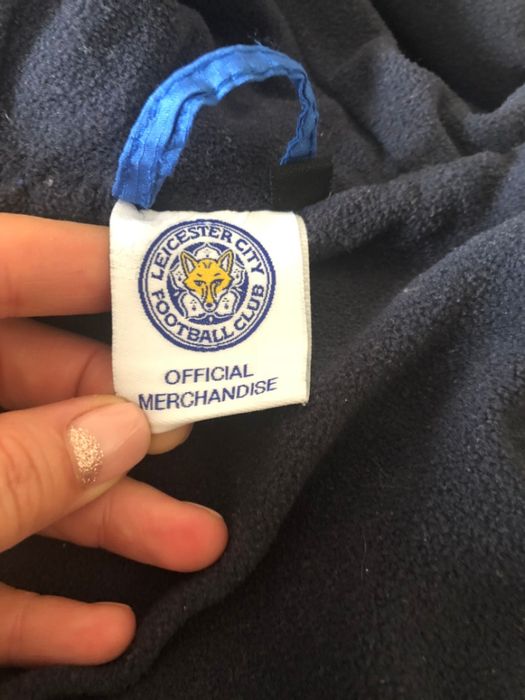 LEICESTER CITY
FOOTBALL CLUB
OFFICIAL
MERCHANDISE